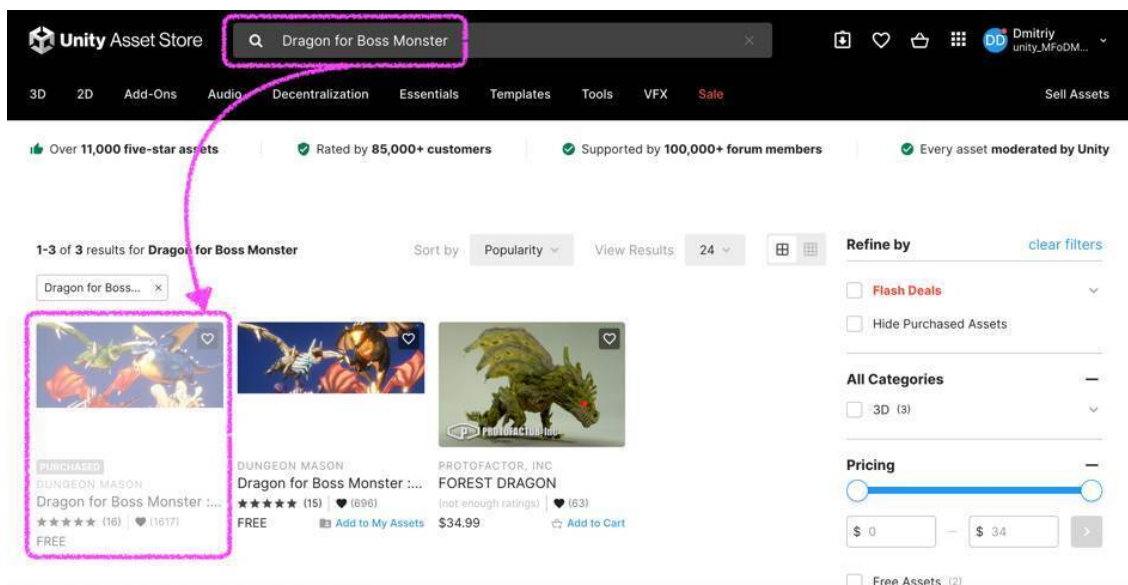 Unity Asset Store
Dragon for Boss Monster
×
DD
Dmitriy
unity_MFoDM...
3D 2D Add-Ons Audio Decentralization Essentials Templates Tools VFX Sale
Sell Assets
Over 11,000 five-star assets
Rated by 85,000+ customers
Supported by 100,000+ forum members
Every asset moderated by Unity
1-3 of 3 results for Dragon for Boss Monster
Sort by Popularity
View Results 24
Dragon for Boss... ×
PURCHASED
DUNGEON MASON
Dragon for Boss Monster :...
★★★★★ (16) | ♥ (1617)
FREE
DUNGEON MASON
Dragon for Boss Monster :...
★★★★★ (15) | ♥ (696)
FREE Add to My Assets
P PROTOFACTOR INC
PROTOFACTOR, INC
FOREST DRAGON
(not enough ratings) | ♥ (63)
$34.99 Add to Cart
Refine by clear filters
Flash Deals
Hide Purchased Assets
All Categories −
3D (3)
Pricing −
$ 0 – $ 34 >
Free Assets (2)